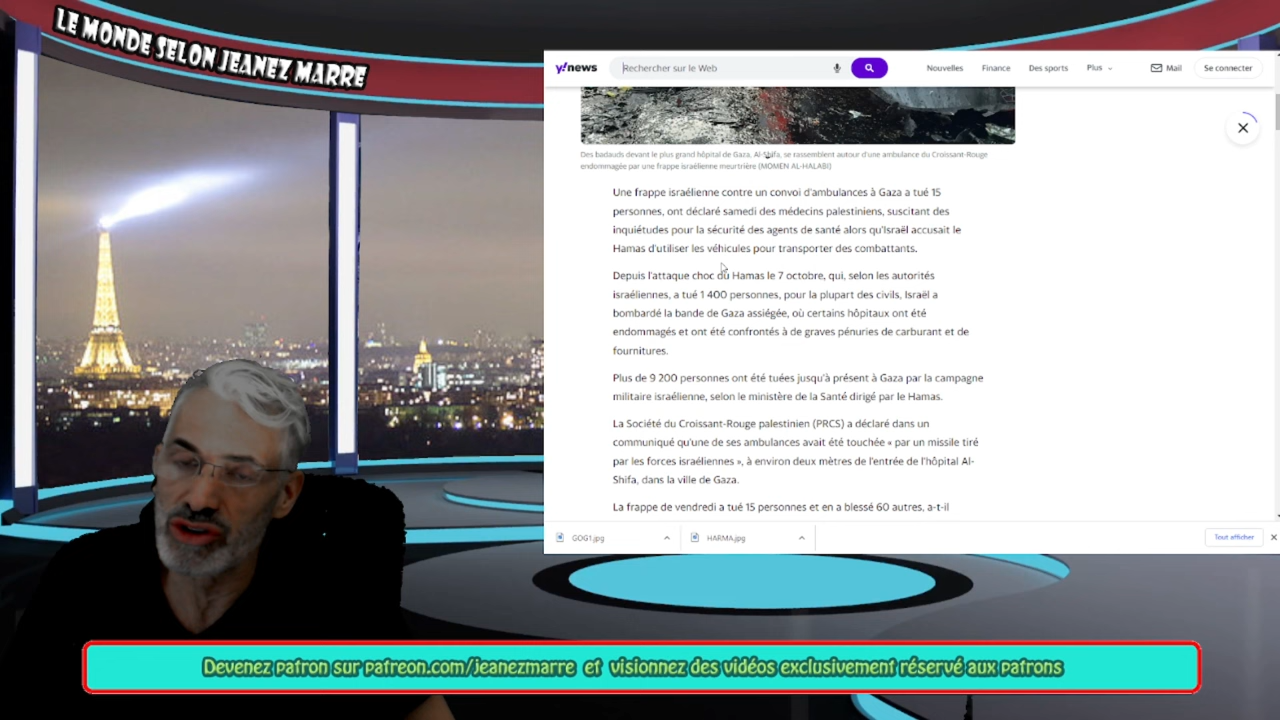 LE MONDE SELON JEANEZ MARRE
y!news
Rechercher sur le Web
Nouvelles
Finance
Des sports
Plus
Mail
Se connecter
Des badauds devant le plus grand hôpital de Gaza, Al-Shifa, se rassemblent autour d'une ambulance du Croissant-Rouge
endommagée par une frappe israélienne meurtrière (MOMEN AL-HALABI)
Une frappe israélienne contre un convoi d'ambulances à Gaza a tué 15
personnes, ont déclaré samedi des médecins palestiniens, suscitant des
inquiétudes pour la sécurité des agents de santé alors qu'Israël accusait le
Hamas d'utiliser les véhicules pour transporter des combattants.
Depuis l'attaque choc du Hamas le 7 octobre, qui, selon les autorités
israéliennes, a tué 1 400 personnes, pour la plupart des civils, Israël a
bombardé la bande de Gaza assiégée, où certains hôpitaux ont été
endommagés et ont été confrontés à de graves pénuries de carburant et de
fournitures.
Plus de 9 200 personnes ont été tuées jusqu'à présent à Gaza par la campagne
militaire israélienne, selon le ministère de la Santé dirigé par le Hamas.
La Société du Croissant-Rouge palestinien (PRCS) a déclaré dans un
communiqué qu'une de ses ambulances avait été touchée « par un missile tiré
par les forces israéliennes », à environ deux mètres de l'entrée de l'hôpital Al-
Shifa, dans la ville de Gaza.
La frappe de vendredi a tué 15 personnes et en a blessé 60 autres, a-t-il
GOG1.jpg
HARMA.jpg
Tout afficher
Devenez patron sur patreon.com/jeanezmarre et visionnez des vidéos exclusivement réservé aux patrons